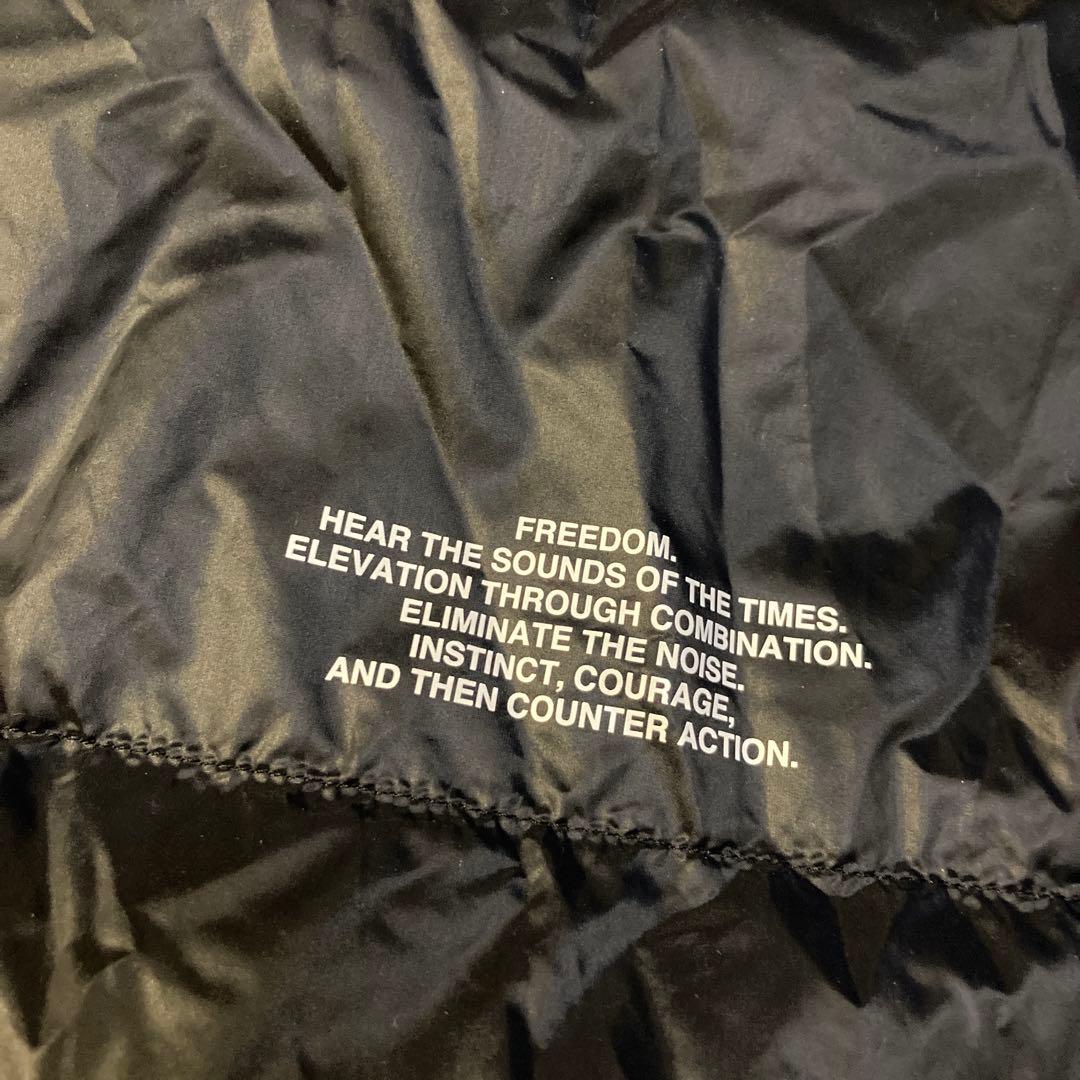 FREEDOM.
HEAR THE SOUNDS OF THE TIMES.
ELEVATION THROUGH COMBINATION.
ELIMINATE THE NOISE.
INSTINCT, COURAGE,
AND THEN COUNTER ACTION.